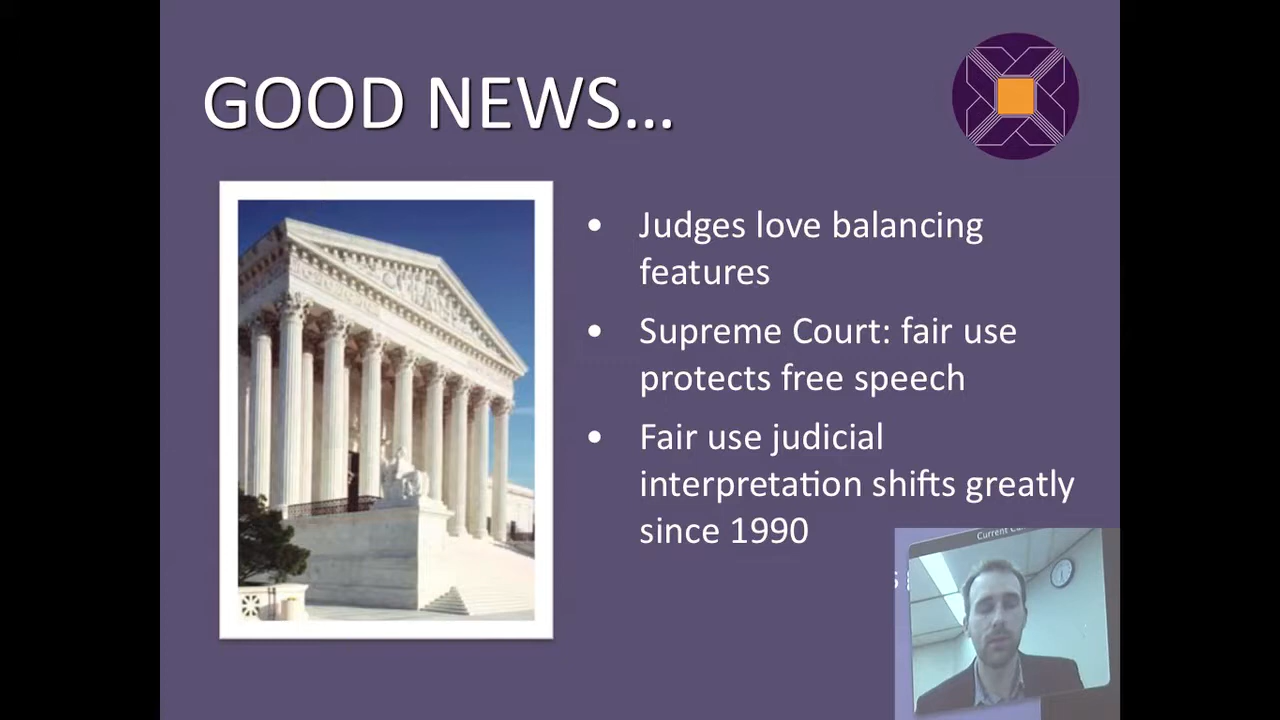 GOOD NEWS...
• Judges love balancing
features
• Supreme Court: fair use
protects free speech
• Fair use judicial
interpretation shifts greatly
since 1990
Current